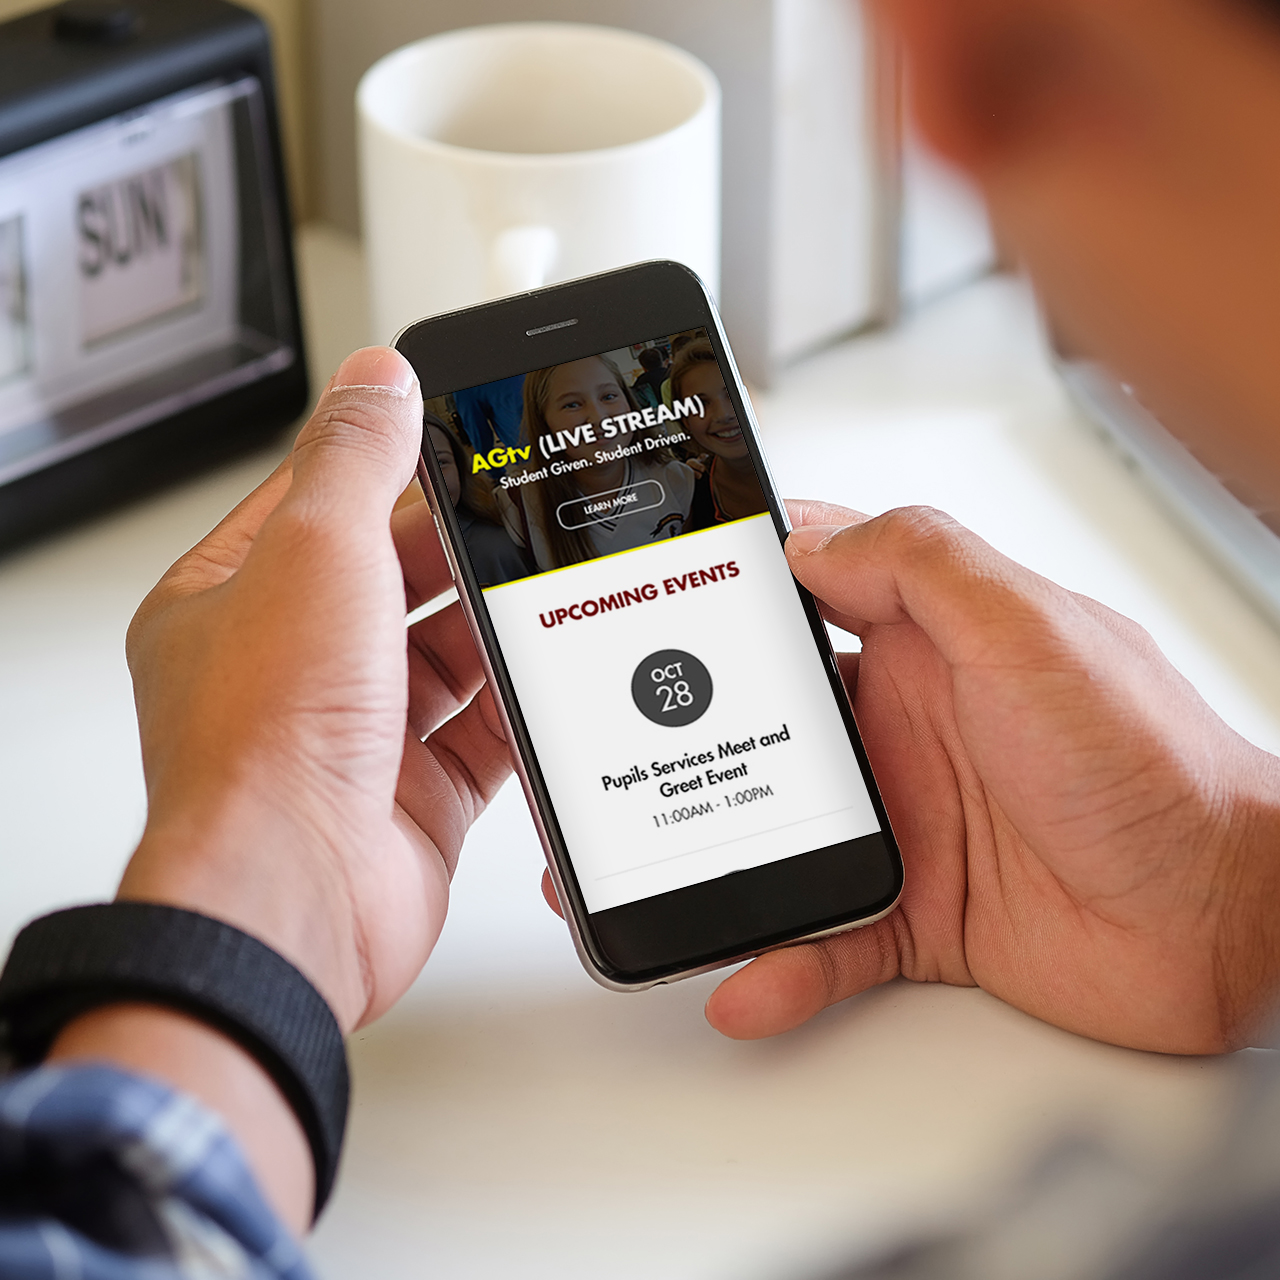 SUN
AGtv (LIVE STREAM)
Student Given. Student Driven.
LEARN MORE
UPCOMING EVENTS
OCT
28
Pupils Services Meet and
Greet Event
11:00AM - 1:00PM